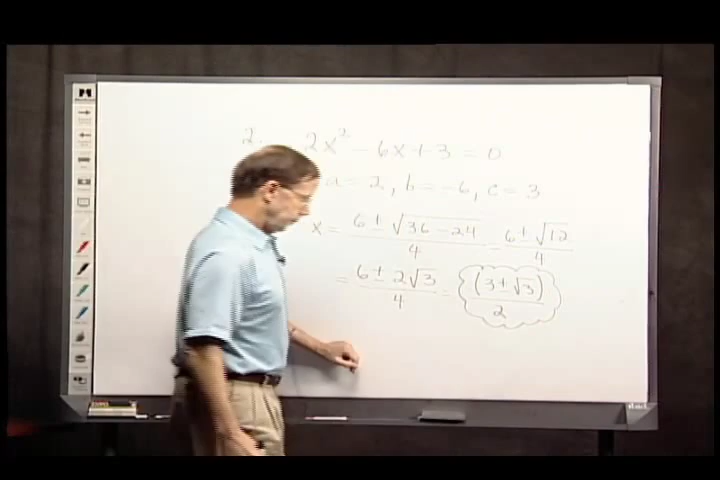 2. 2x² - 6x + 3 = 0
a = 2, b = -6, c = 3
x = (6 ± √(36 - 24))/4 = (6 ± √12)/4
= (6 ± 2√3)/4 = (3 ± √3)/2